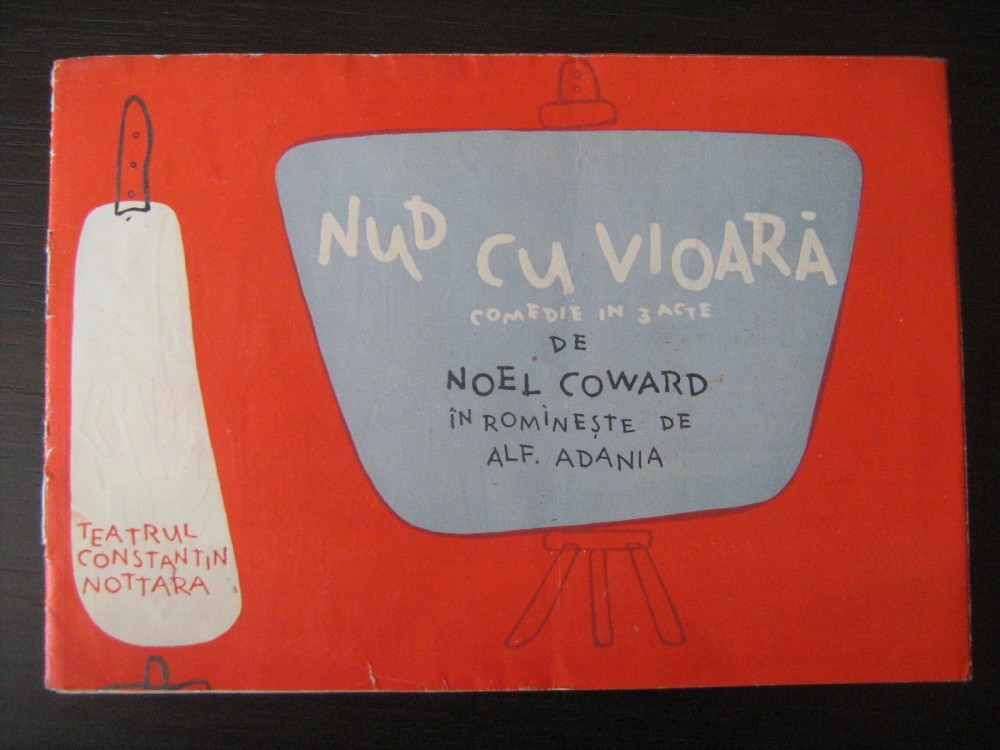 TEATRUL
CONSTANTIN
NOTTARA
NUD CU VIOARĂ
COMEDIE IN 3 ACTE
DE
NOEL COWARD
ÎN ROMÎNEȘTE DE
ALF. ADANIA